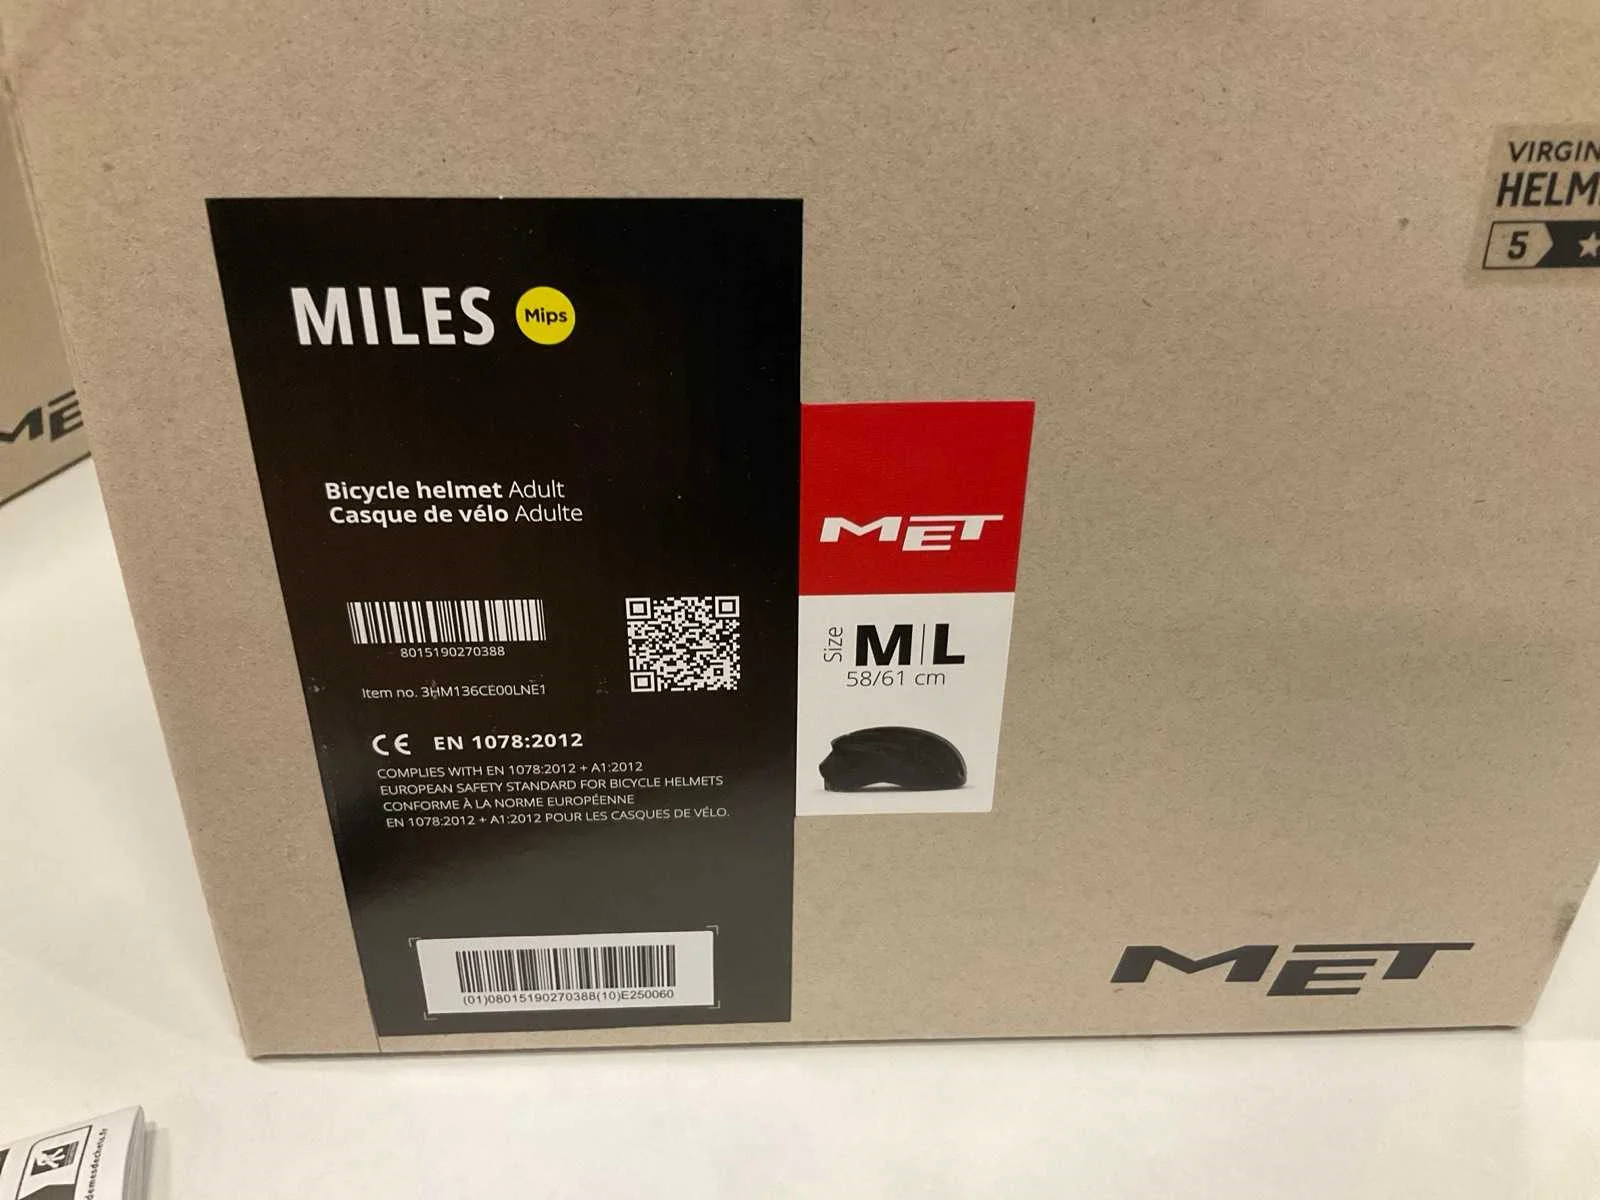 VIRGIN
HELM
5
MILES Mips
Bicycle helmet Adult
Casque de vélo Adulte
8015190270388
Item no. 3HM136CE00LNE1
CE EN 1078:2012
COMPLIES WITH EN 1078:2012 + A1:2012
EUROPEAN SAFETY STANDARD FOR BICYCLE HELMETS
CONFORME À LA NORME EUROPÉENNE
EN 1078:2012 + A1:2012 POUR LES CASQUES DE VÉLO.
(01)08015190270388(10)E250060
MET
Size M|L
58/61 cm
MET
ME
demesdechets.fr